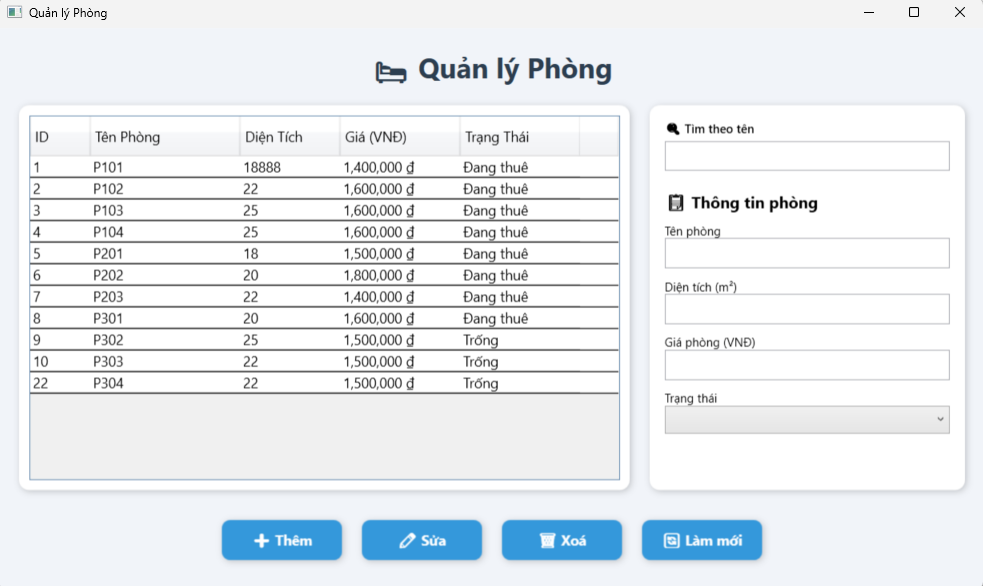 Quản lý Phòng
Quản lý Phòng
ID Tên Phòng Diện Tích Giá (VNĐ) Trạng Thái
1 P101 18888 1,400,000 ₫ Đang thuê
2 P102 22 1,600,000 ₫ Đang thuê
3 P103 25 1,600,000 ₫ Đang thuê
4 P104 25 1,600,000 ₫ Đang thuê
5 P201 18 1,500,000 ₫ Đang thuê
6 P202 20 1,800,000 ₫ Đang thuê
7 P203 22 1,400,000 ₫ Đang thuê
8 P301 20 1,600,000 ₫ Đang thuê
9 P302 25 1,500,000 ₫ Trống
10 P303 22 1,500,000 ₫ Trống
22 P304 22 1,500,000 ₫ Trống
Tìm theo tên
Thông tin phòng
Tên phòng
Diện tích (m²)
Giá phòng (VNĐ)
Trạng thái
Thêm Sửa Xoá Làm mới